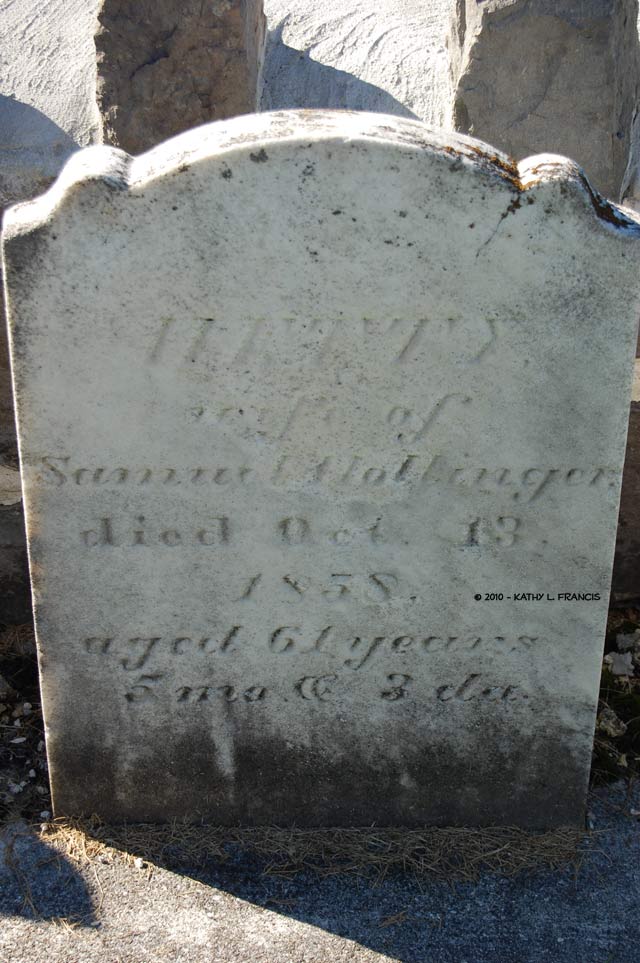 HETTY,
wife of
Samuel Hollinger,
died Oct. 13.
1858.
© 2010 - KATHY L. FRANCIS
aged 61 years
5 mo. & 3 da.